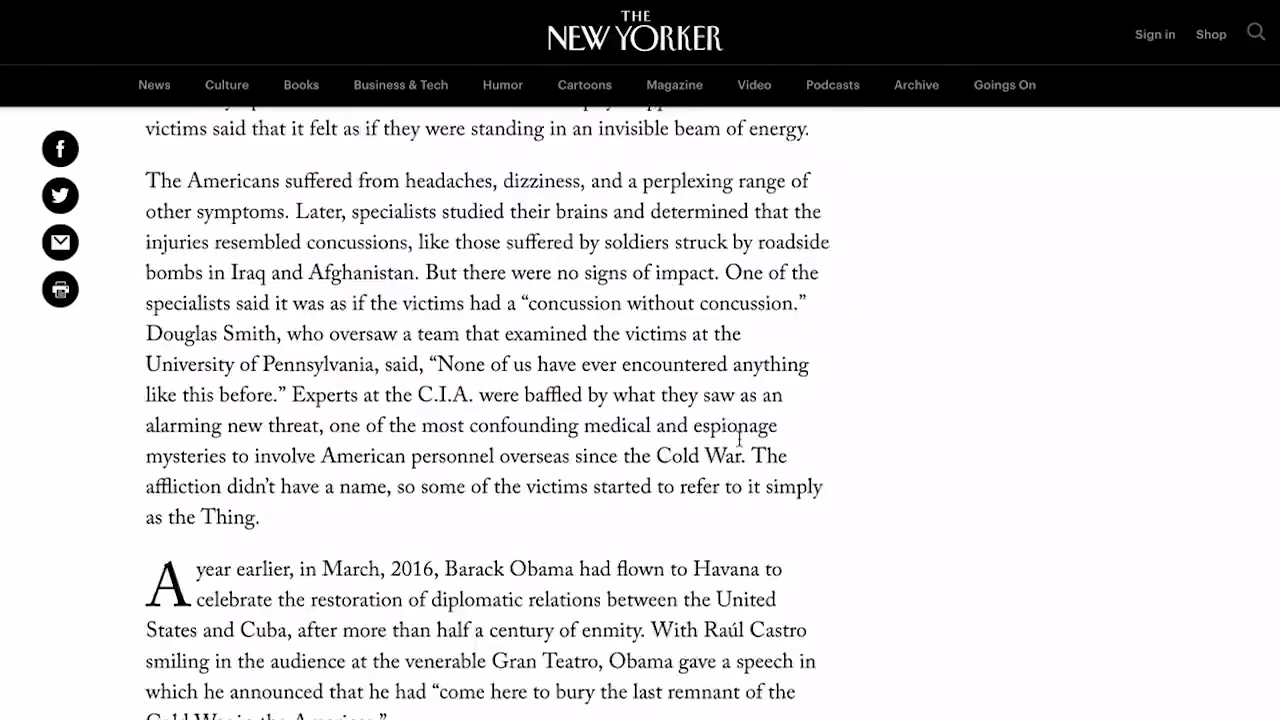 THE
NEW YORKER
Sign in Shop
News Culture Books Business & Tech Humor Cartoons Magazine Video Podcasts Archive Goings On
victims said that it felt as if they were standing in an invisible beam of energy.
The Americans suffered from headaches, dizziness, and a perplexing range of
other symptoms. Later, specialists studied their brains and determined that the
injuries resembled concussions, like those suffered by soldiers struck by roadside
bombs in Iraq and Afghanistan. But there were no signs of impact. One of the
specialists said it was as if the victims had a “concussion without concussion.”
Douglas Smith, who oversaw a team that examined the victims at the
University of Pennsylvania, said, “None of us have ever encountered anything
like this before.” Experts at the C.I.A. were baffled by what they saw as an
alarming new threat, one of the most confounding medical and espionage
mysteries to involve American personnel overseas since the Cold War. The
affliction didn’t have a name, so some of the victims started to refer to it simply
as the Thing.
A year earlier, in March, 2016, Barack Obama had flown to Havana to
celebrate the restoration of diplomatic relations between the United
States and Cuba, after more than half a century of enmity. With Raúl Castro
smiling in the audience at the venerable Gran Teatro, Obama gave a speech in
which he announced that he had “come here to bury the last remnant of the
Cold War in the Americas.”